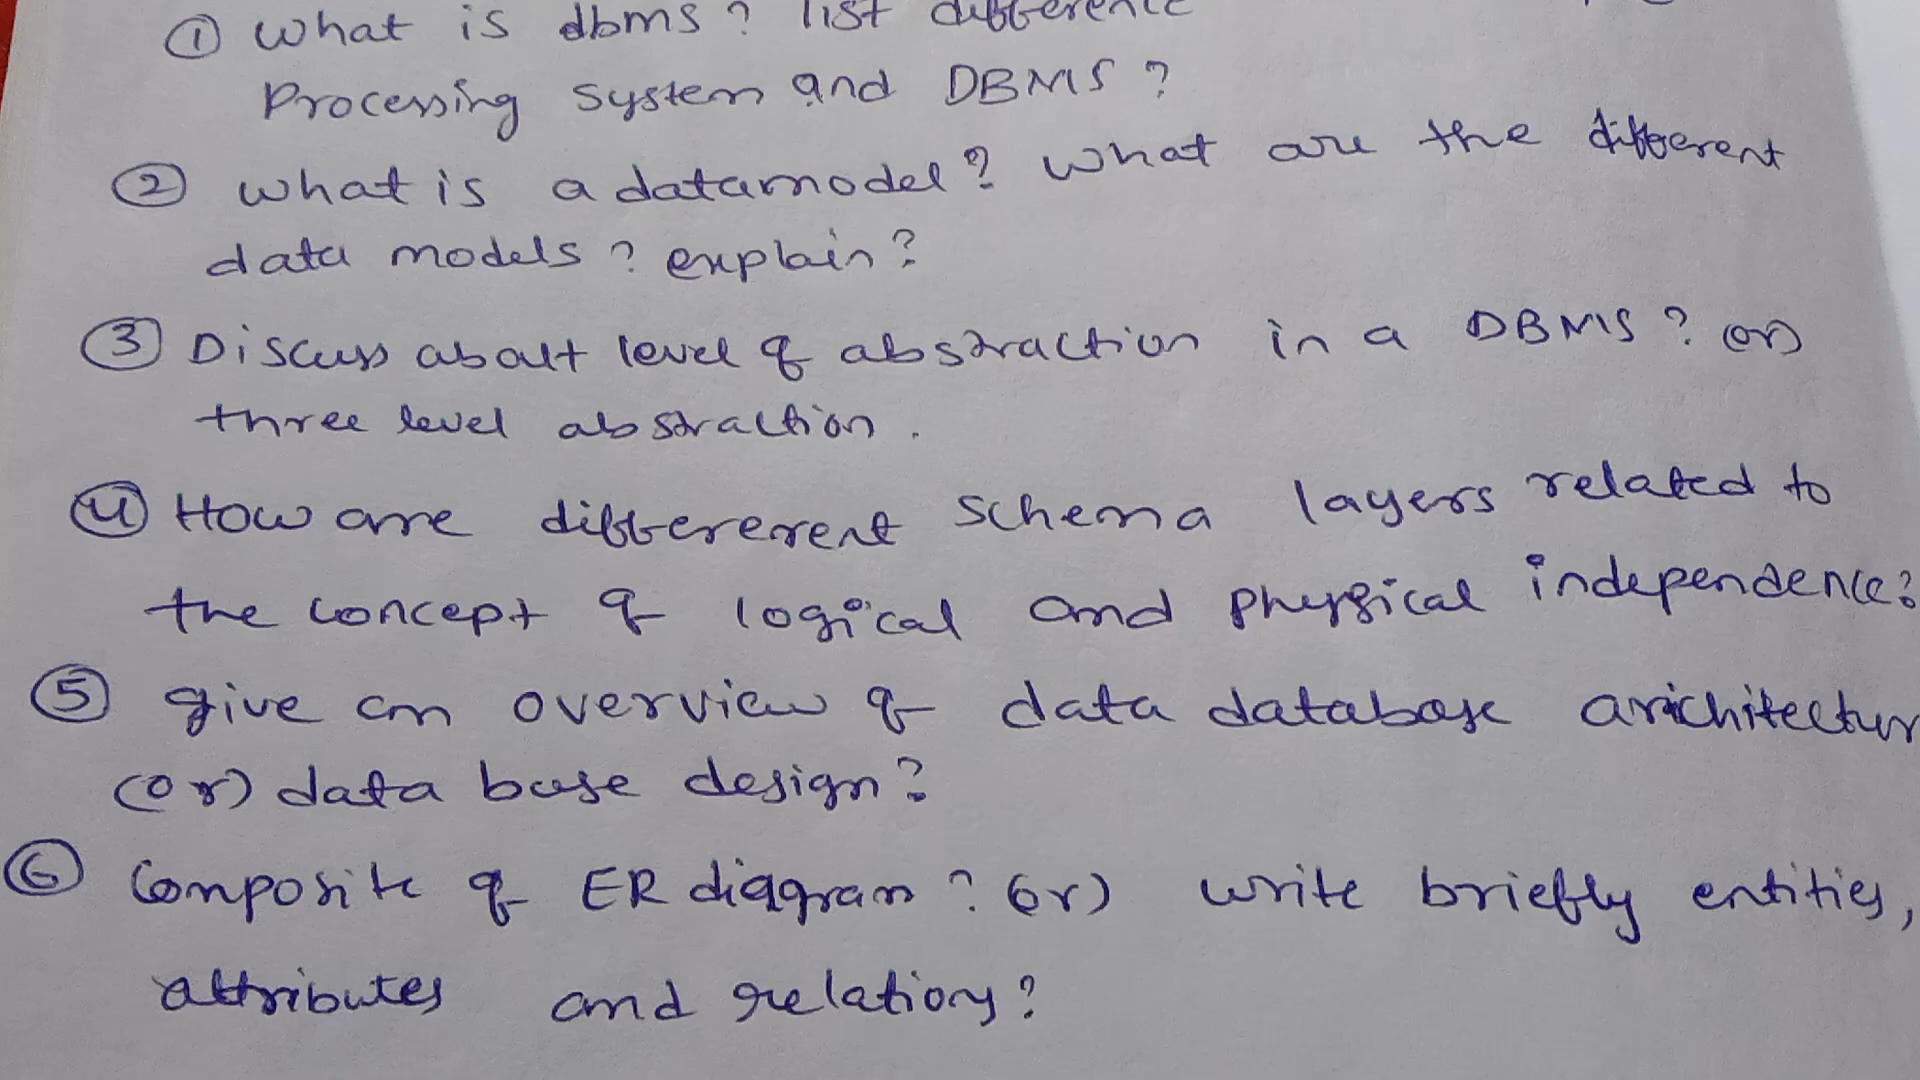 ① What is dbms? list difference
Processing system and DBMS?
② What is a datamodel? What are the different
data models? explain?
③ Discuss about level of abstraction in a DBMS? (or)
three level abstraction.
④ How are differerent schema layers related to
the concept of logical and physical independence?
⑤ give an overview of data database arichitectur
(or) data base design?
⑥ Composite of ER diagram? (or) write briefly entities,
attributes and relations?